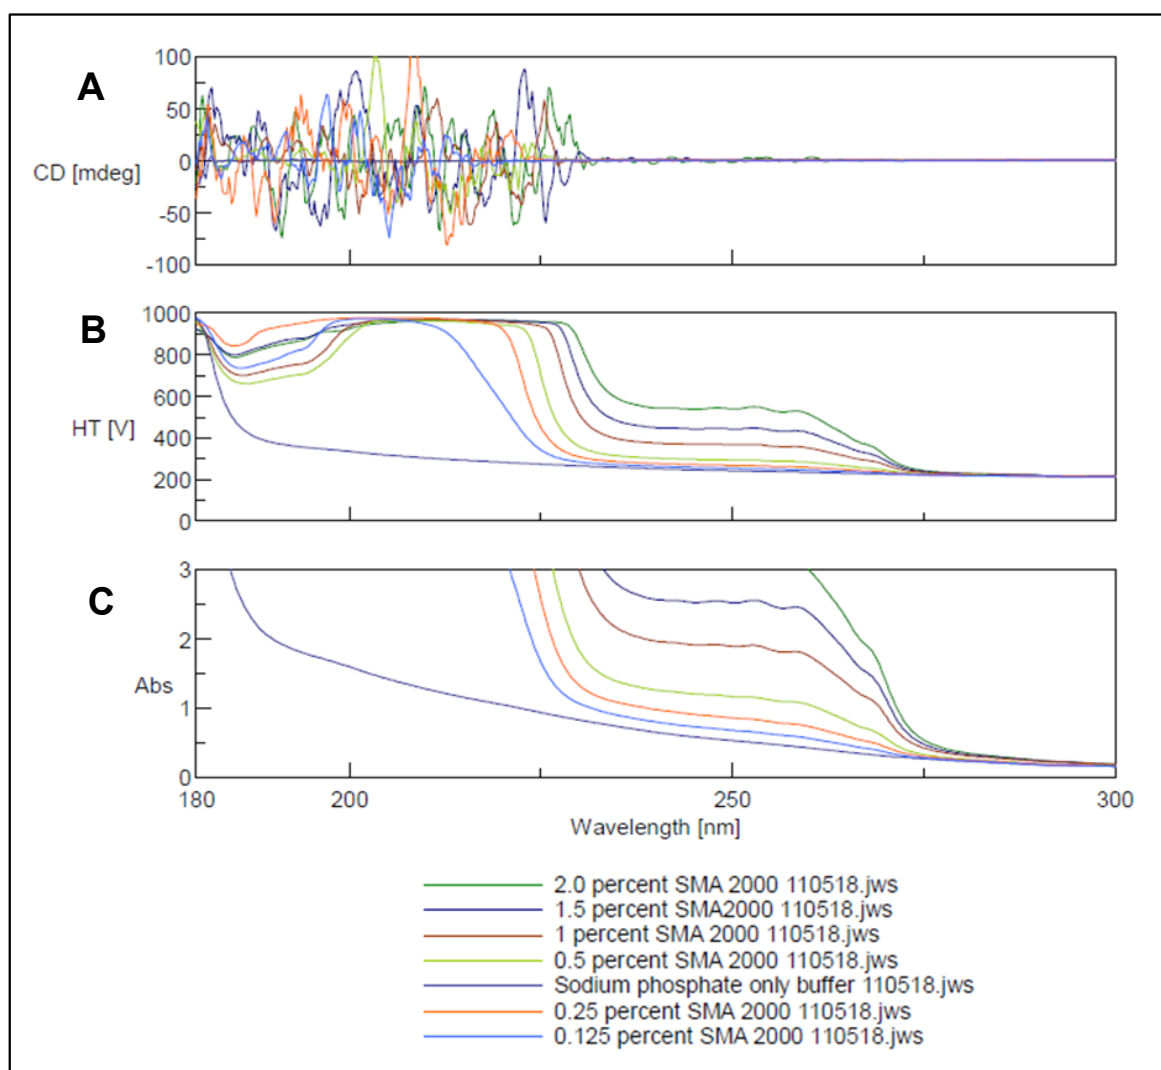 A
100
50
0
-50
-100
CD [mdeg]
B
1000
800
600
400
200
0
HT [V]
C
3
2
1
0
Abs
180 200 250 300
Wavelength [nm]
2.0 percent SMA 2000 110518.jws
1.5 percent SMA2000 110518.jws
1 percent SMA 2000 110518.jws
0.5 percent SMA 2000 110518.jws
Sodium phosphate only buffer 110518.jws
0.25 percent SMA 2000 110518.jws
0.125 percent SMA 2000 110518.jws